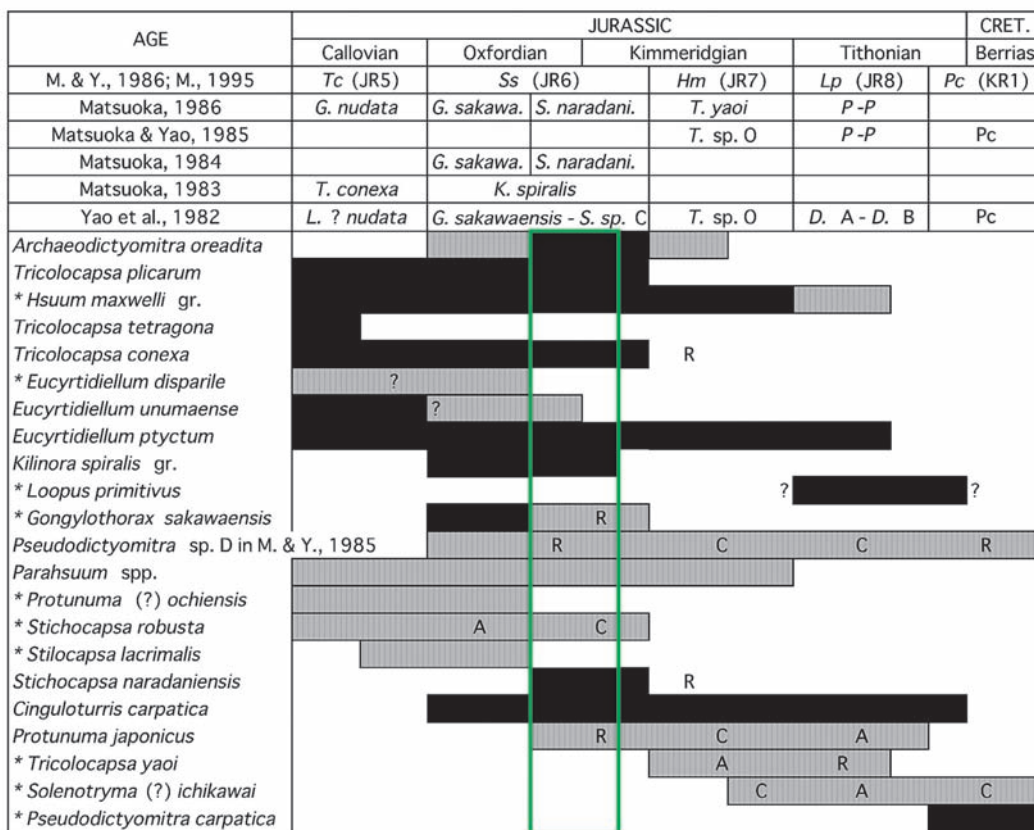 AGE JURASSIC CRET.
Callovian Oxfordian Kimmeridgian Tithonian Berrias
M. & Y., 1986; M., 1995 Tc (JR5) Ss (JR6) Hm (JR7) Lp (JR8) Pc (KR1)
Matsuoka, 1986 G. nudata G. sakawa. S. naradani. T. yaoi P-P
Matsuoka & Yao, 1985 T. sp. O P-P Pc
Matsuoka, 1984 G. sakawa. S. naradani.
Matsuoka, 1983 T. conexa K. spiralis
Yao et al., 1982 L. ? nudata G. sakawaensis - S. sp. C T. sp. O D. A - D. B Pc
Archaeodictyomitra oreadita
Tricolocapsa plicarum
* Hsuum maxwelli gr.
Tricolocapsa tetragona
Tricolocapsa conexa R
* Eucyrtidiellum disparile ?
Eucyrtidiellum unumaense ?
Eucyrtidiellum ptyctum
Kilinora spiralis gr.
* Loopus primitivus ? ?
* Gongylothorax sakawaensis R
Pseudodictyomitra sp. D in M. & Y., 1985 R C C R
Parahsuum spp.
* Protunuma (?) ochiensis
* Stichocapsa robusta A C
* Stilocapsa lacrimalis
Stichocapsa naradaniensis R
Cinguloturris carpatica
Protunuma japonicus R C A
* Tricolocapsa yaoi A R
* Solenotryma (?) ichikawai C A C
* Pseudodictyomitra carpatica